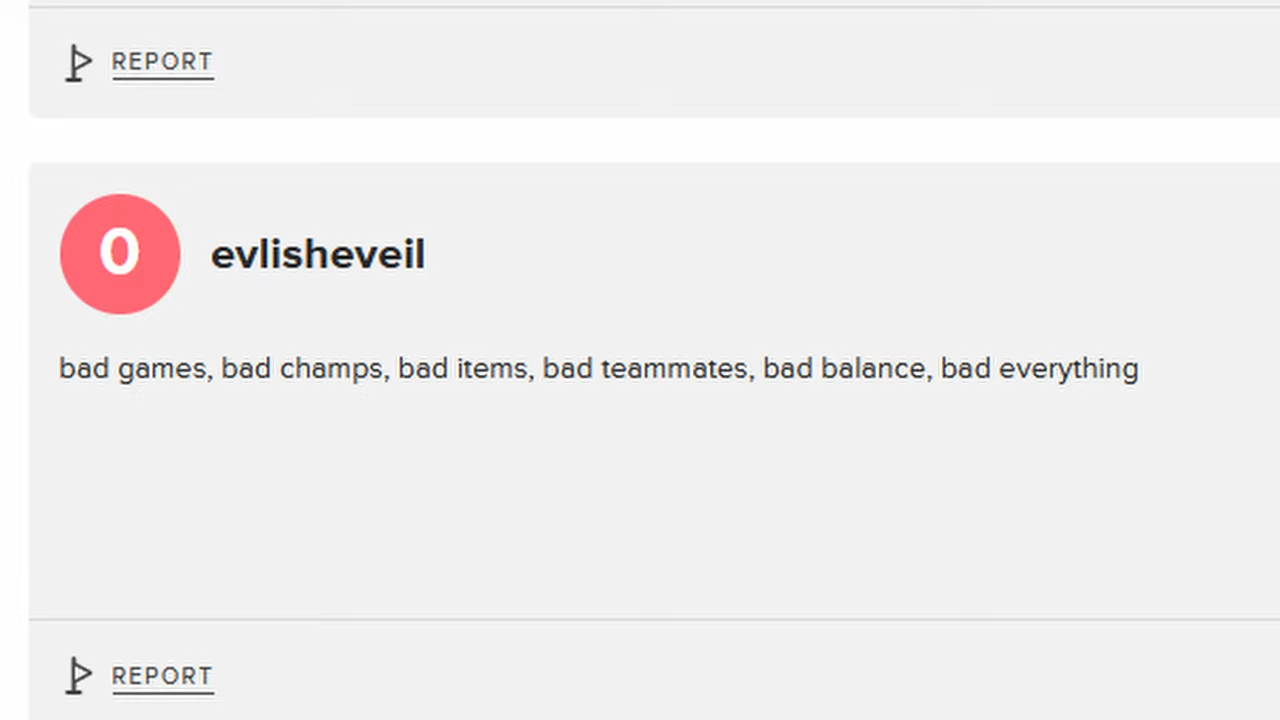 REPORT
0
evlisheveil
bad games, bad champs, bad items, bad teammates, bad balance, bad everything
REPORT